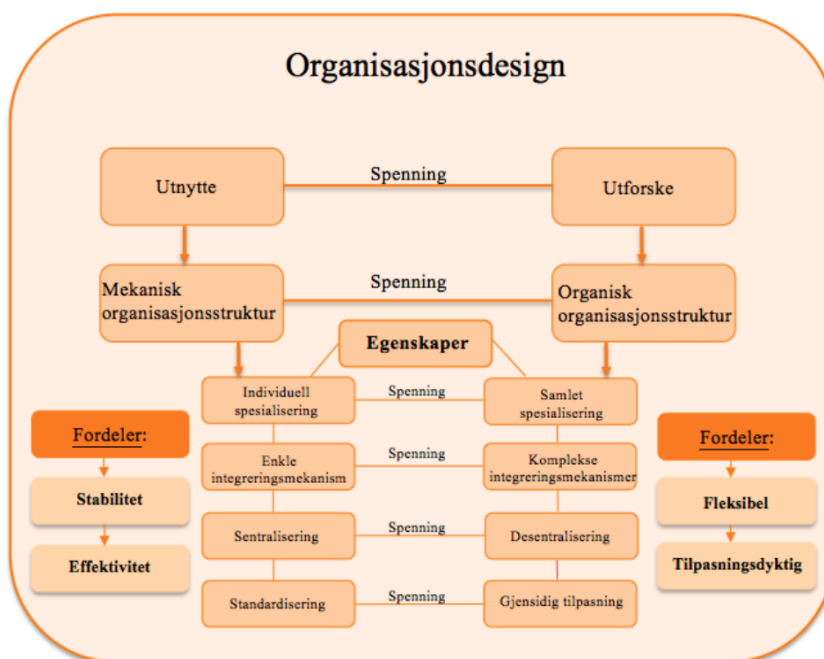 Organisasjonsdesign
Utnytte
Spenning
Utforske
Mekanisk
organisasjonsstruktur
Spenning
Organisk
organisasjonsstruktur
Egenskaper
Individuell
spesialisering
Spenning
Samlet
spesialisering
Fordeler:
Enkle
integreringsmekanism
Spenning
Komplekse
integreringsmekanismer
Fordeler:
Stabilitet
Fleksibel
Sentralisering
Spenning
Desentralisering
Effektivitet
Tilpasningsdyktig
Standardisering
Spenning
Gjensidig tilpasning